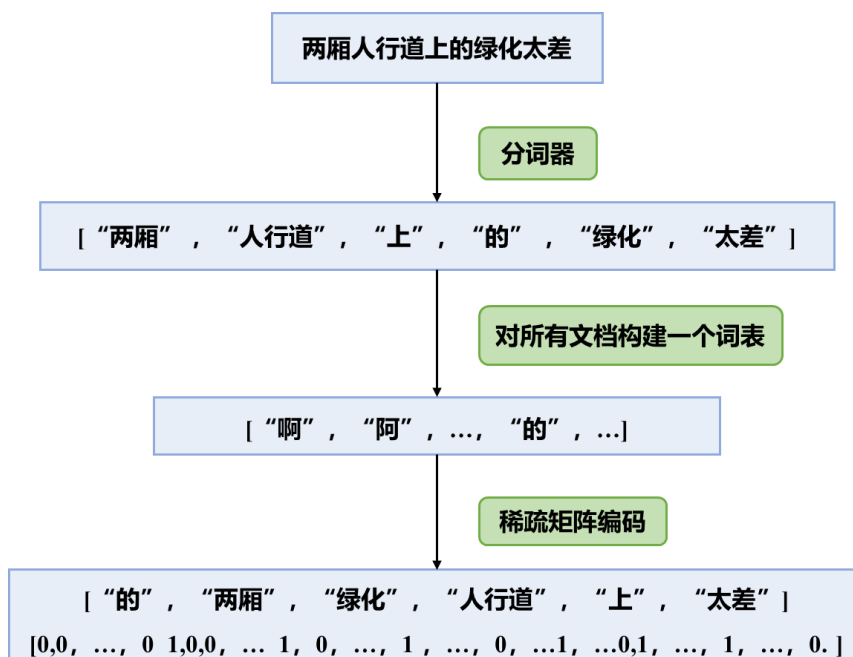 两厢人行道上的绿化太差
分词器
[“两厢”,“人行道”,“上”,“的”,“绿化”,“太差”]
对所有文档构建一个词表
[“啊”,“阿”,…,“的”,…]
稀疏矩阵编码
[“的”,“两厢”,“绿化”,“人行道”,“上”,“太差”]
[0,0, …, 0 1,0,0, … 1, 0, …, 1 , …, 0, …1, …0,1, …, 1, …, 0. ]